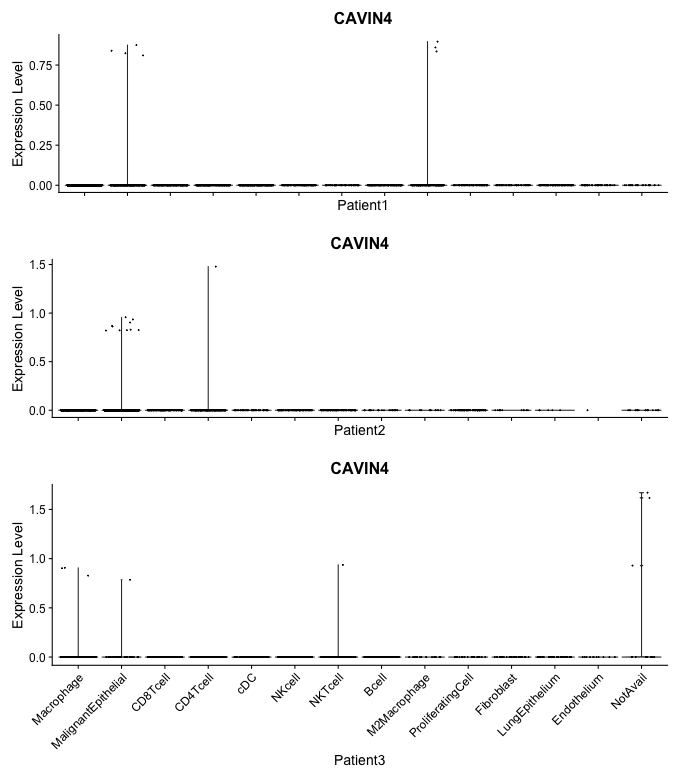 CAVIN4
Expression Level
0.75
0.50
0.25
0.00
Patient1
CAVIN4
Expression Level
1.5
1.0
0.5
0.0
Patient2
CAVIN4
Expression Level
1.5
1.0
0.5
0.0
Macrophage
MalignantEpithelial
CD8Tcell
CD4Tcell
cDC
NKcell
NKTcell
Bcell
M2Macrophage
ProliferatingCell
Fibroblast
LungEpithelium
Endothelium
NotAvail
Patient3